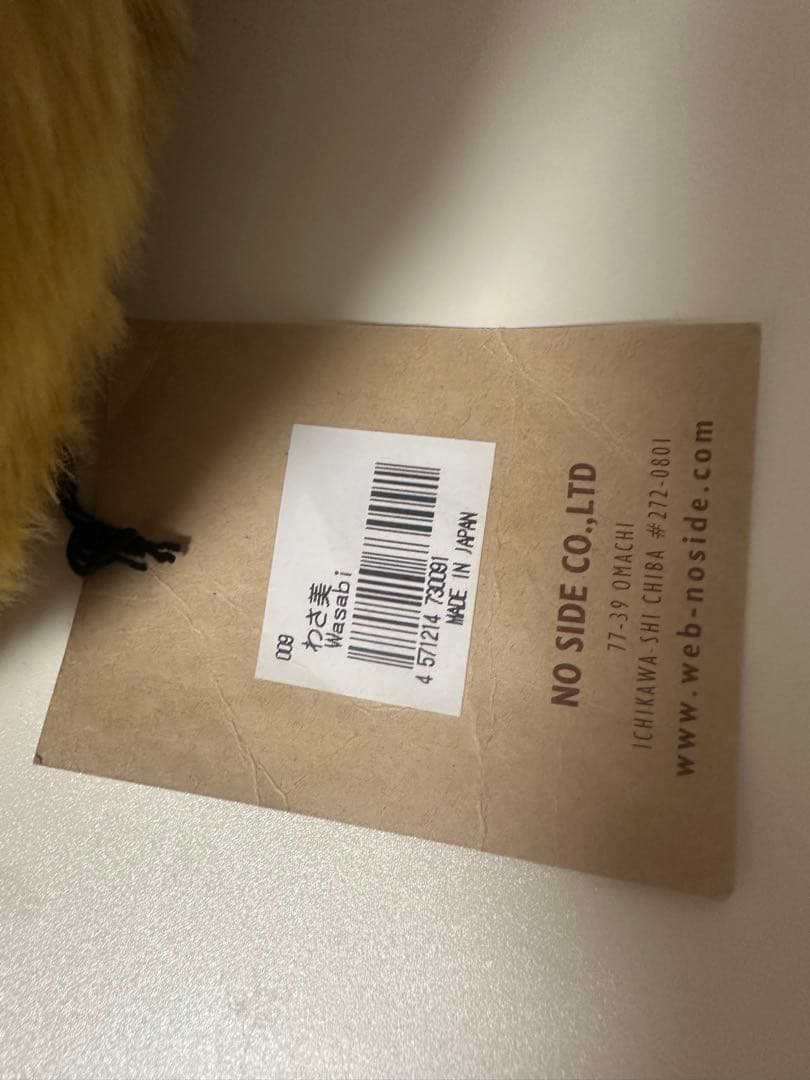 009
わさ美
Wasabi
4 571214 730091
MADE IN JAPAN
NO SIDE CO.,LTD
77-39 OMACHI
ICHIKAWA-SHI CHIBA #272-0801
www.web-noside.com